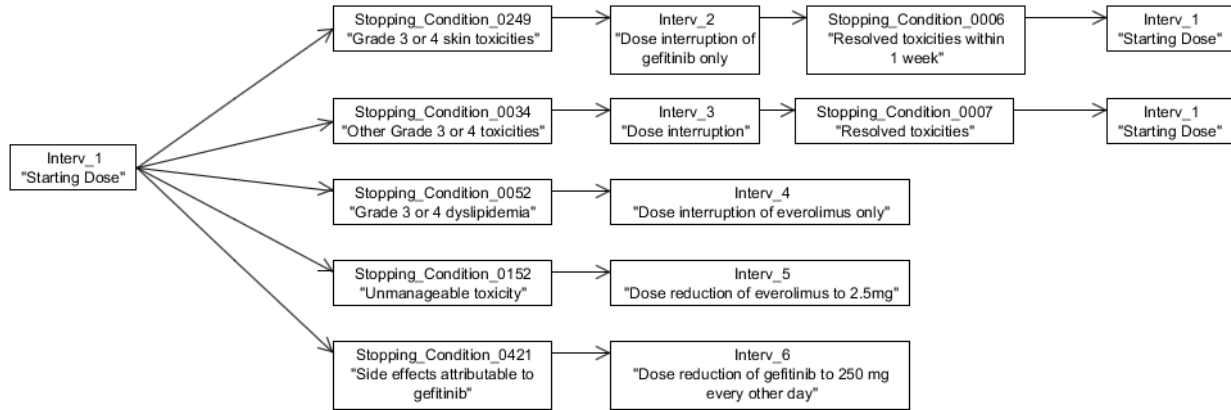 Interv_1
"Starting Dose"
Stopping_Condition_0249
"Grade 3 or 4 skin toxicities"
Interv_2
"Dose interruption of
gefitinib only
Stopping_Condition_0006
"Resolved toxicities within
1 week"
Interv_1
"Starting Dose"
Stopping_Condition_0034
"Other Grade 3 or 4 toxicities"
Interv_3
"Dose interruption"
Stopping_Condition_0007
"Resolved toxicities"
Interv_1
"Starting Dose"
Stopping_Condition_0052
"Grade 3 or 4 dyslipidemia"
Interv_4
"Dose interruption of everolimus only"
Stopping_Condition_0152
"Unmanageable toxicity"
Interv_5
"Dose reduction of everolimus to 2.5mg"
Stopping_Condition_0421
"Side effects attributable to
gefitinib"
Interv_6
"Dose reduction of gefitinib to 250 mg
every other day"